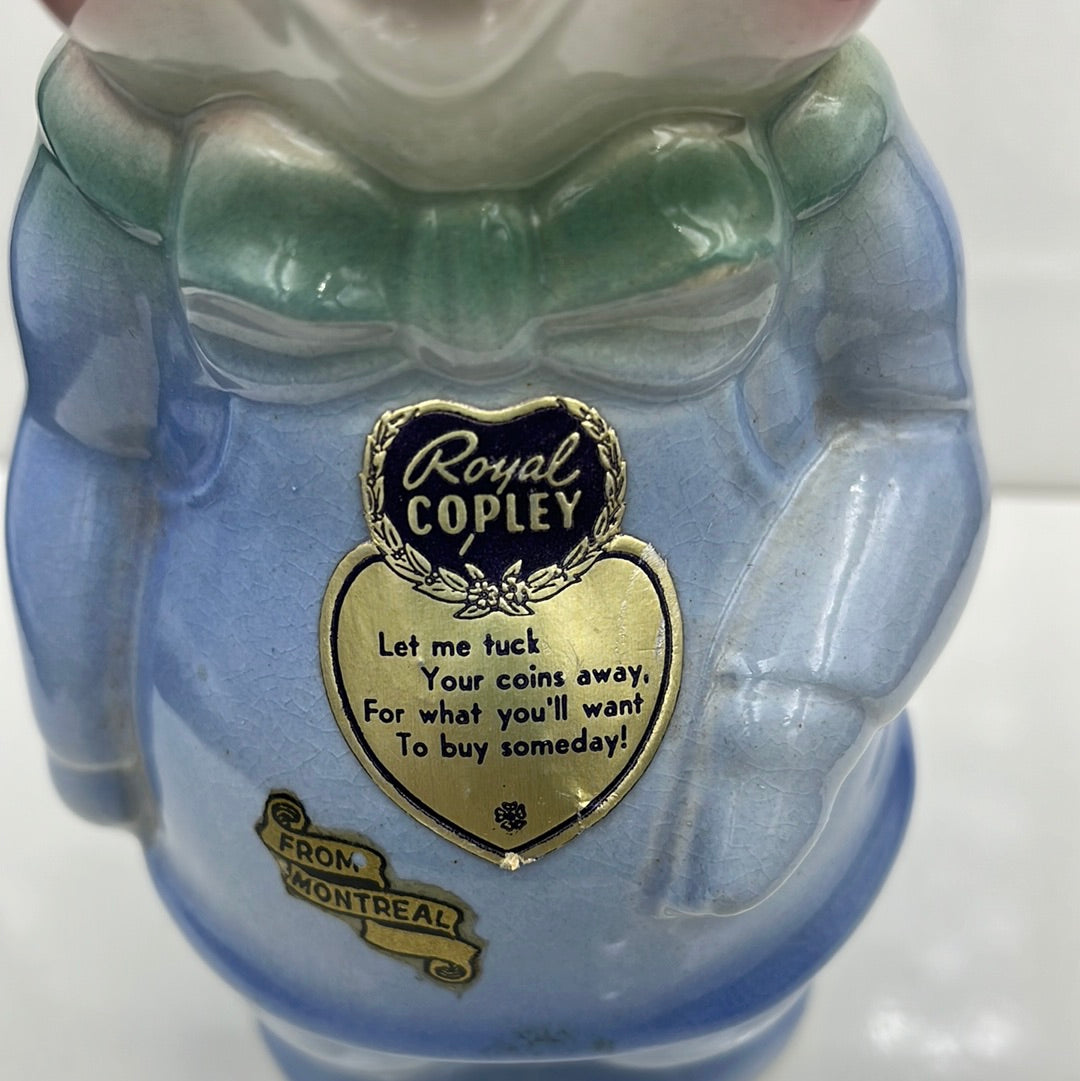 Royal
COPLEY
Let me tuck
Your coins away,
For what you'll want
To buy someday!
FROM
MONTREAL